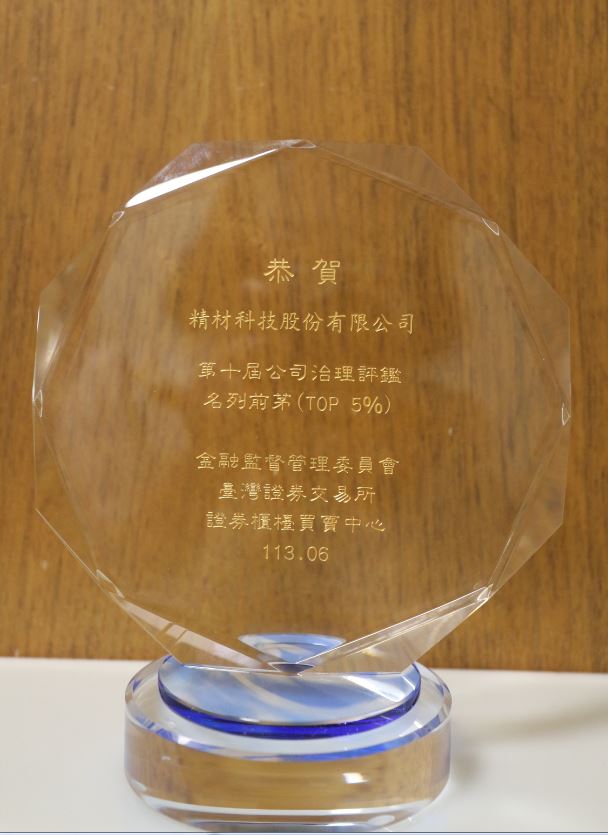 恭賀
精材科技股份有限公司
第十屆公司治理評鑑
名列前茅(TOP 5%)
金融監督管理委員會
臺灣證券交易所
證券櫃檯買賣中心
113.06